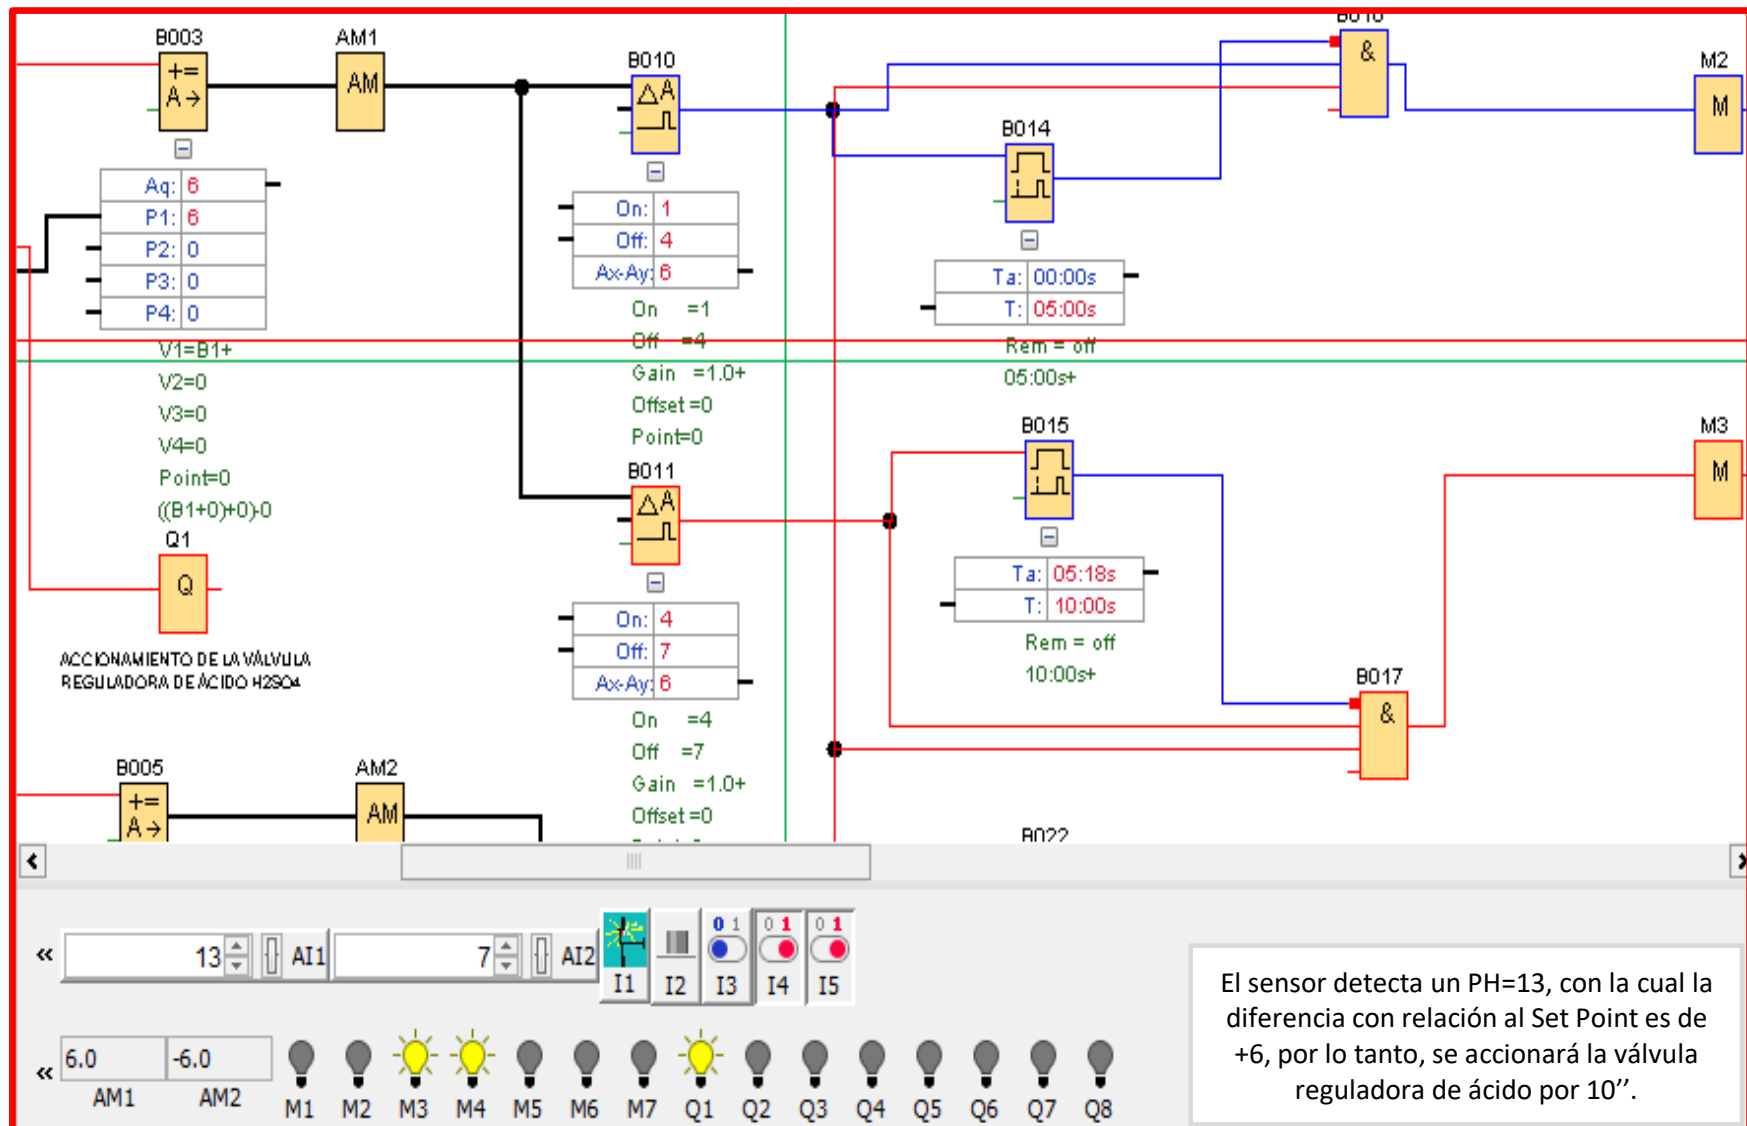 B003
AM1
B010
M2
+=
A→
AM
△A
&
M
B014
Aq: 6
P1: 6
P2: 0
P3: 0
P4: 0
V1=B1+
V2=0
V3=0
V4=0
Point=0
((B1+0)+0)-0
On: 1
Off: 4
Ax-Ay: 6
On =1
Off =4
Gain =1.0+
Offset =0
Point=0
Ta: 00:00s
T: 05:00s
Rem = off
05:00s+
Q1
Q
ACCIONAMIENTO DE LA VÁLVULA
REGULADORA DE ÁCIDO H2SO4
B011
△A
On: 4
Off: 7
Ax-Ay: 6
On =4
Off =7
Gain =1.0+
Offset =0
B015
Ta: 05:18s
T: 10:00s
Rem = off
10:00s+
M3
M
B017
&
B005
AM2
+=
A→
AM
B022
« 13 AI1 7 AI2
I1 I2 0 1 I3 0 1 I4 0 1 I5
« 6.0 -6.0
AM1 AM2 M1 M2 M3 M4 M5 M6 M7 Q1 Q2 Q3 Q4 Q5 Q6 Q7 Q8
El sensor detecta un PH=13, con la cual la
diferencia con relación al Set Point es de
+6, por lo tanto, se accionará la válvula
reguladora de ácido por 10’’.